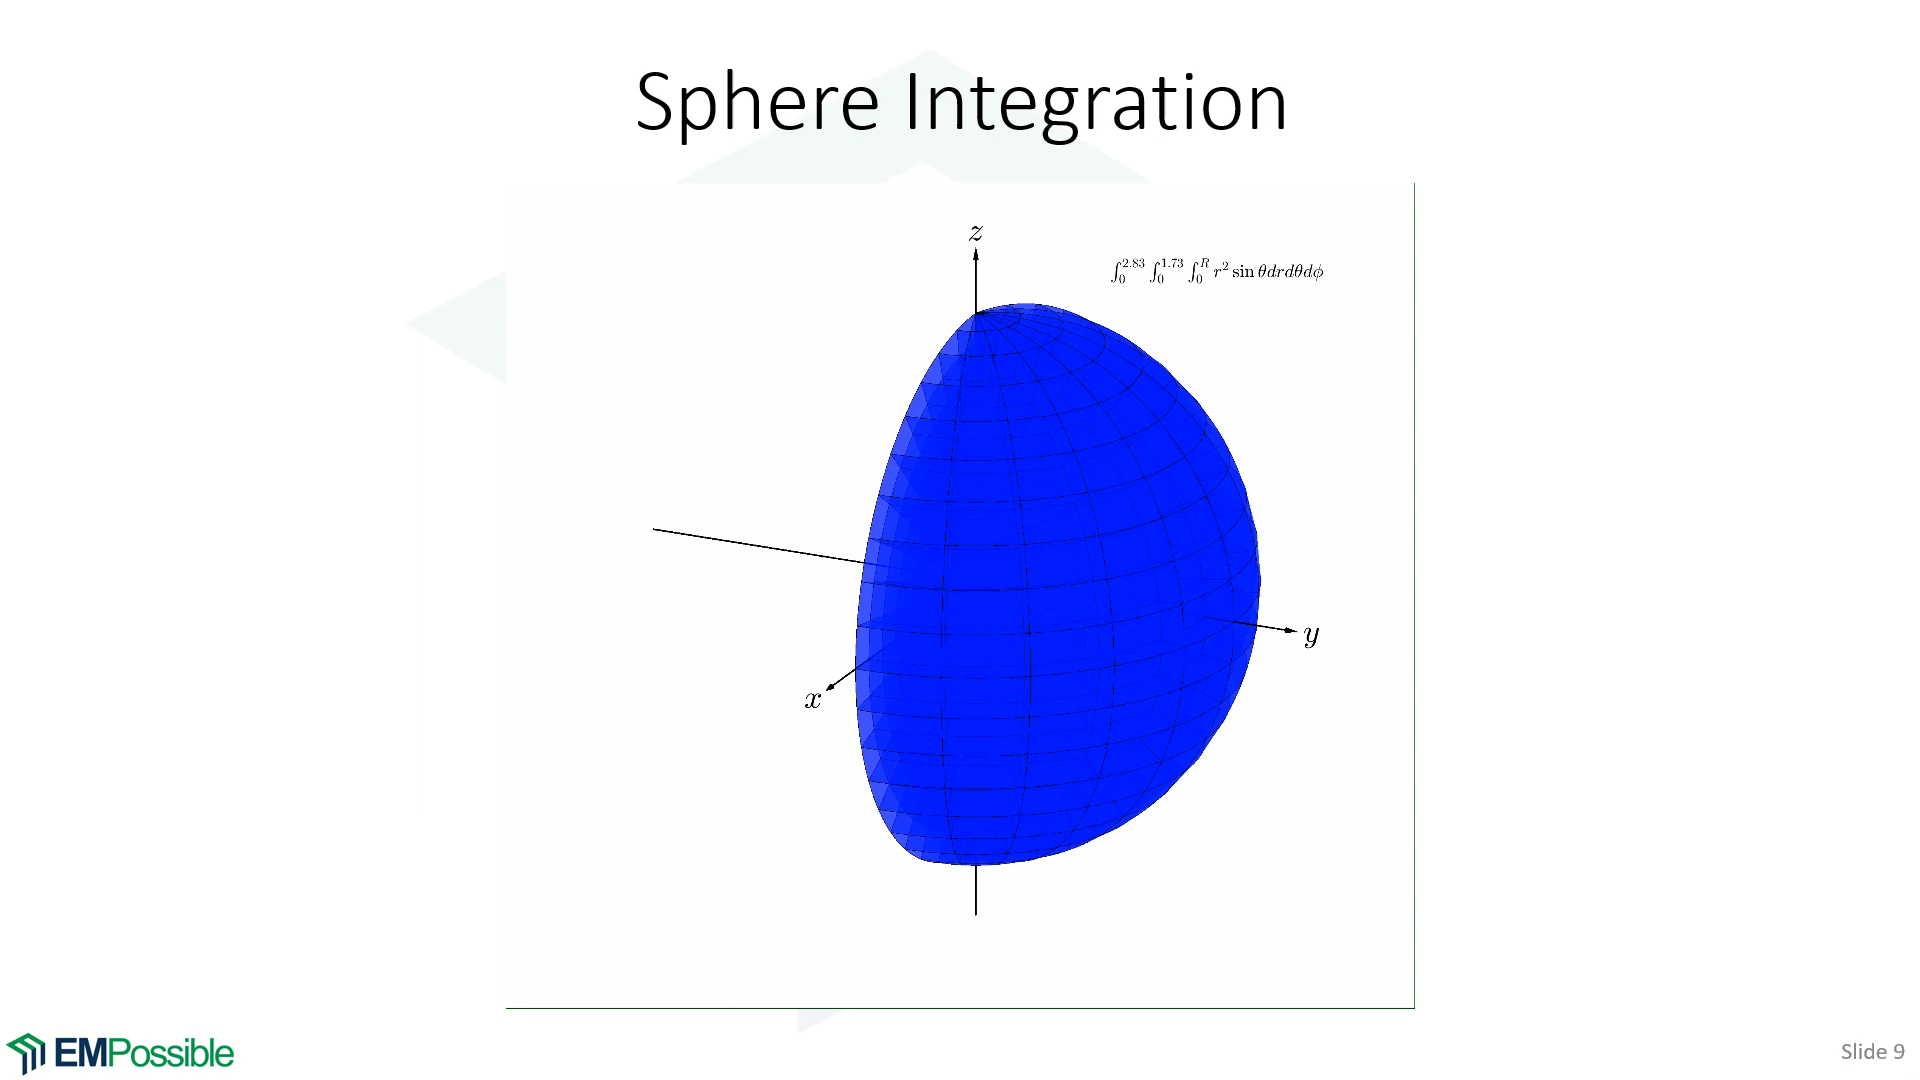 Sphere Integration
z
∫₀^2.83 ∫₀^1.73 ∫₀^R r² sin θdrdθdϕ
y
x
EMPossible
Slide 9